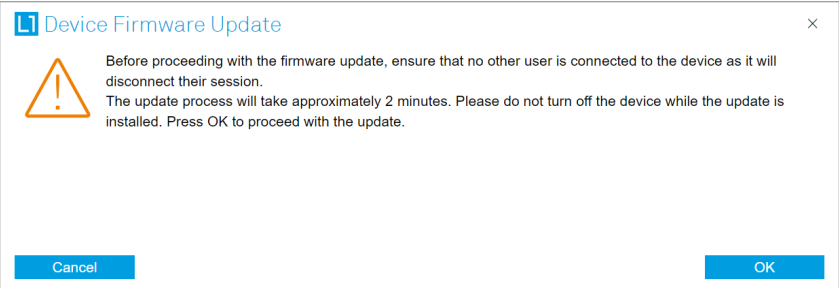 L1 Device Firmware Update
Before proceeding with the firmware update, ensure that no other user is connected to the device as it will
disconnect their session.
The update process will take approximately 2 minutes. Please do not turn off the device while the update is
installed. Press OK to proceed with the update.
Cancel
OK